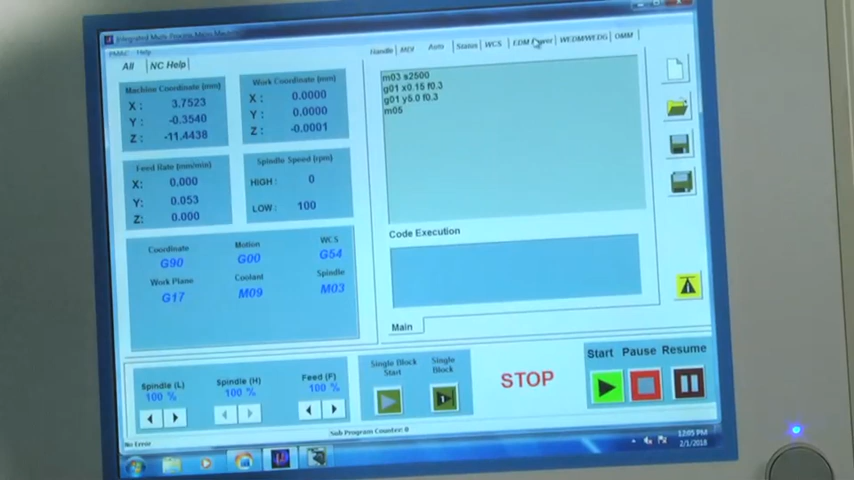 Integrated Multi-Process Micro Ma
PMAC Help
All NC Help
Handle MDI Auto Status WCS EDM Power WEDM/WEDG OMM
Machine Coordinate (mm)
X : 3.7523
Y : -0.3540
Z : -11.4438
Work Coordinate (mm)
X : 0.0000
Y : 0.0000
Z : -0.0001
Feed Rate (mm/min)
X: 0.000
Y: 0.053
Z: 0.000
Spindle Speed (rpm)
HIGH : 0
LOW : 100
Coordinate Motion WCS
G90 G00 G54
Work Plane Coolant Spindle
G17 M09 M03
m03 s2500
g01 x0.15 f0.3
g01 y5.0 f0.3
m05
Code Execution
Main
Spindle (L) Spindle (H) Feed (F)
100 % 100 % 100 %
Single Block Start
Single Block
1
STOP
Start Pause Resume
No Error
Sub Program Counter: 0
12:05 PM
2/1/2018